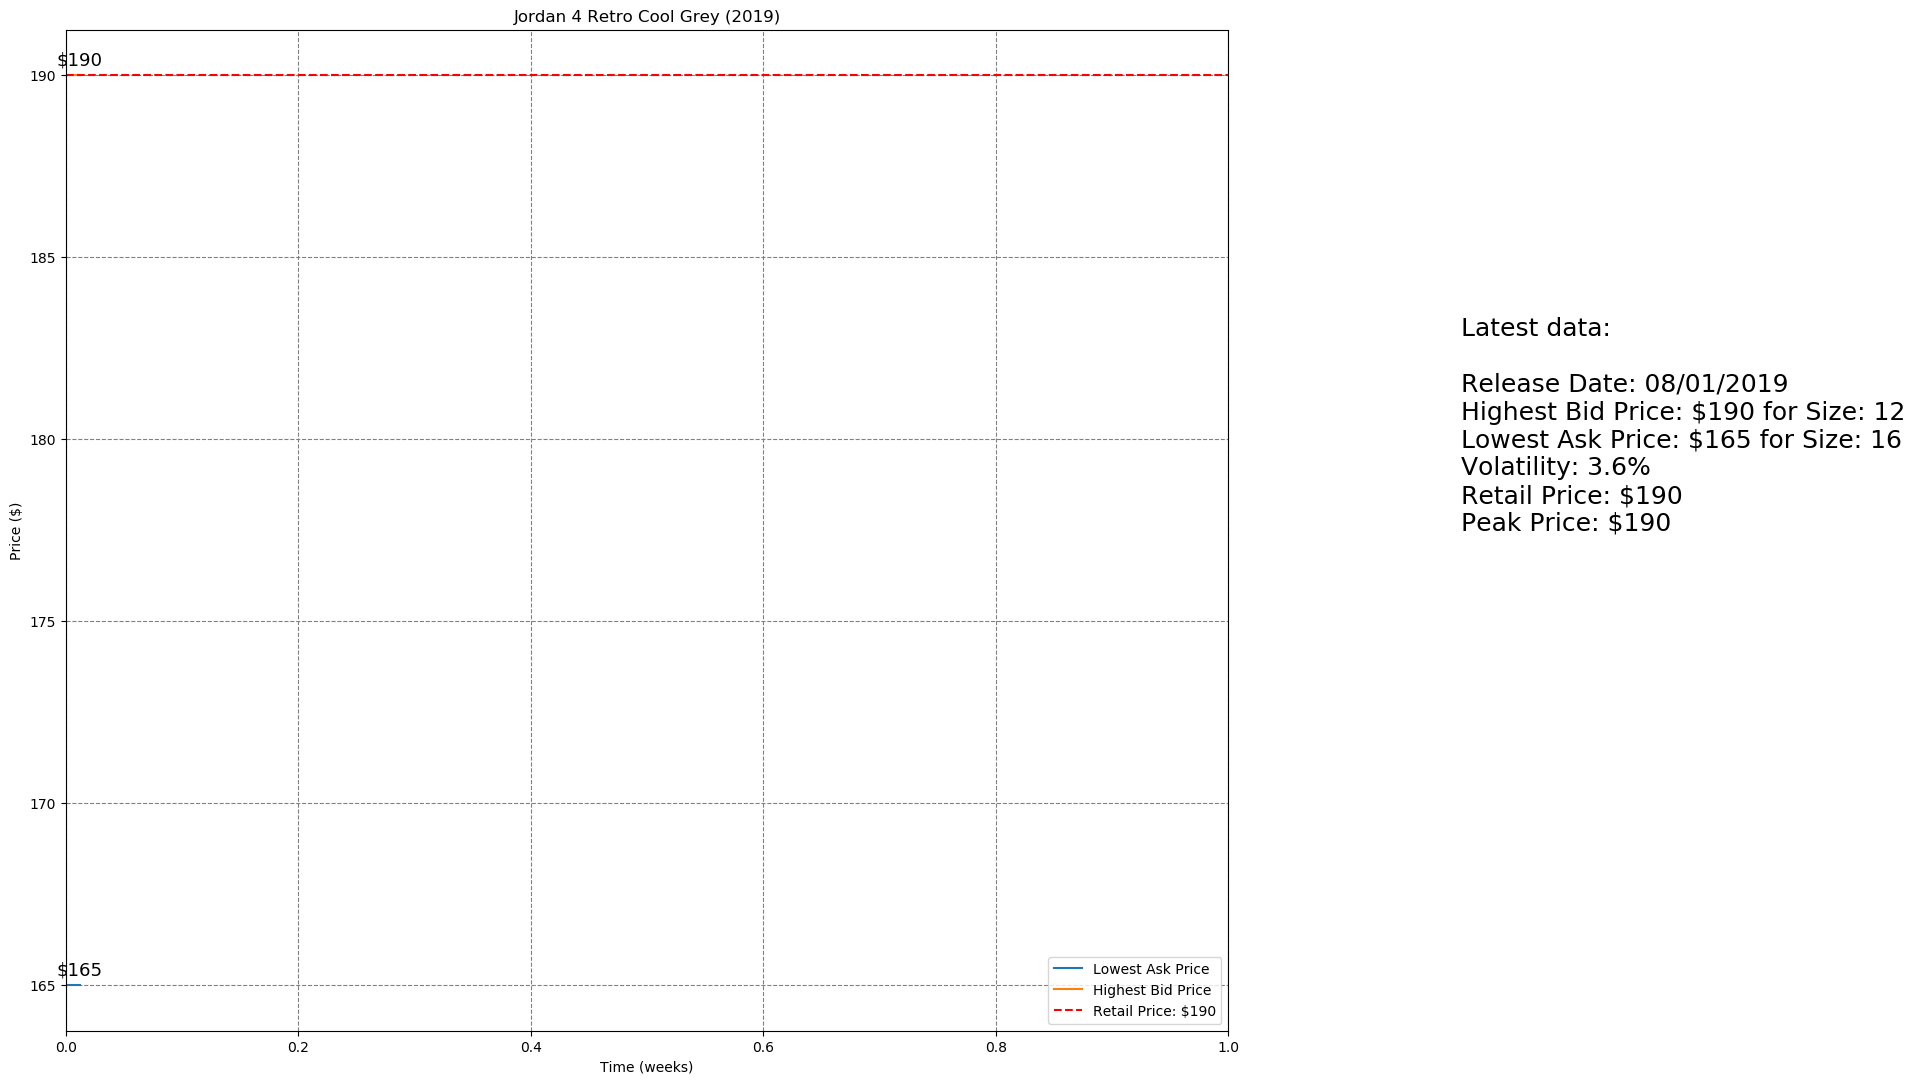 Jordan 4 Retro Cool Grey (2019)
$190
190
185
180
175
170
165
$165
Price ($)
0.0 0.2 0.4 0.6 0.8 1.0
Time (weeks)
Lowest Ask Price
Highest Bid Price
Retail Price: $190
Latest data:
Release Date: 08/01/2019
Highest Bid Price: $190 for Size: 12
Lowest Ask Price: $165 for Size: 16
Volatility: 3.6%
Retail Price: $190
Peak Price: $190